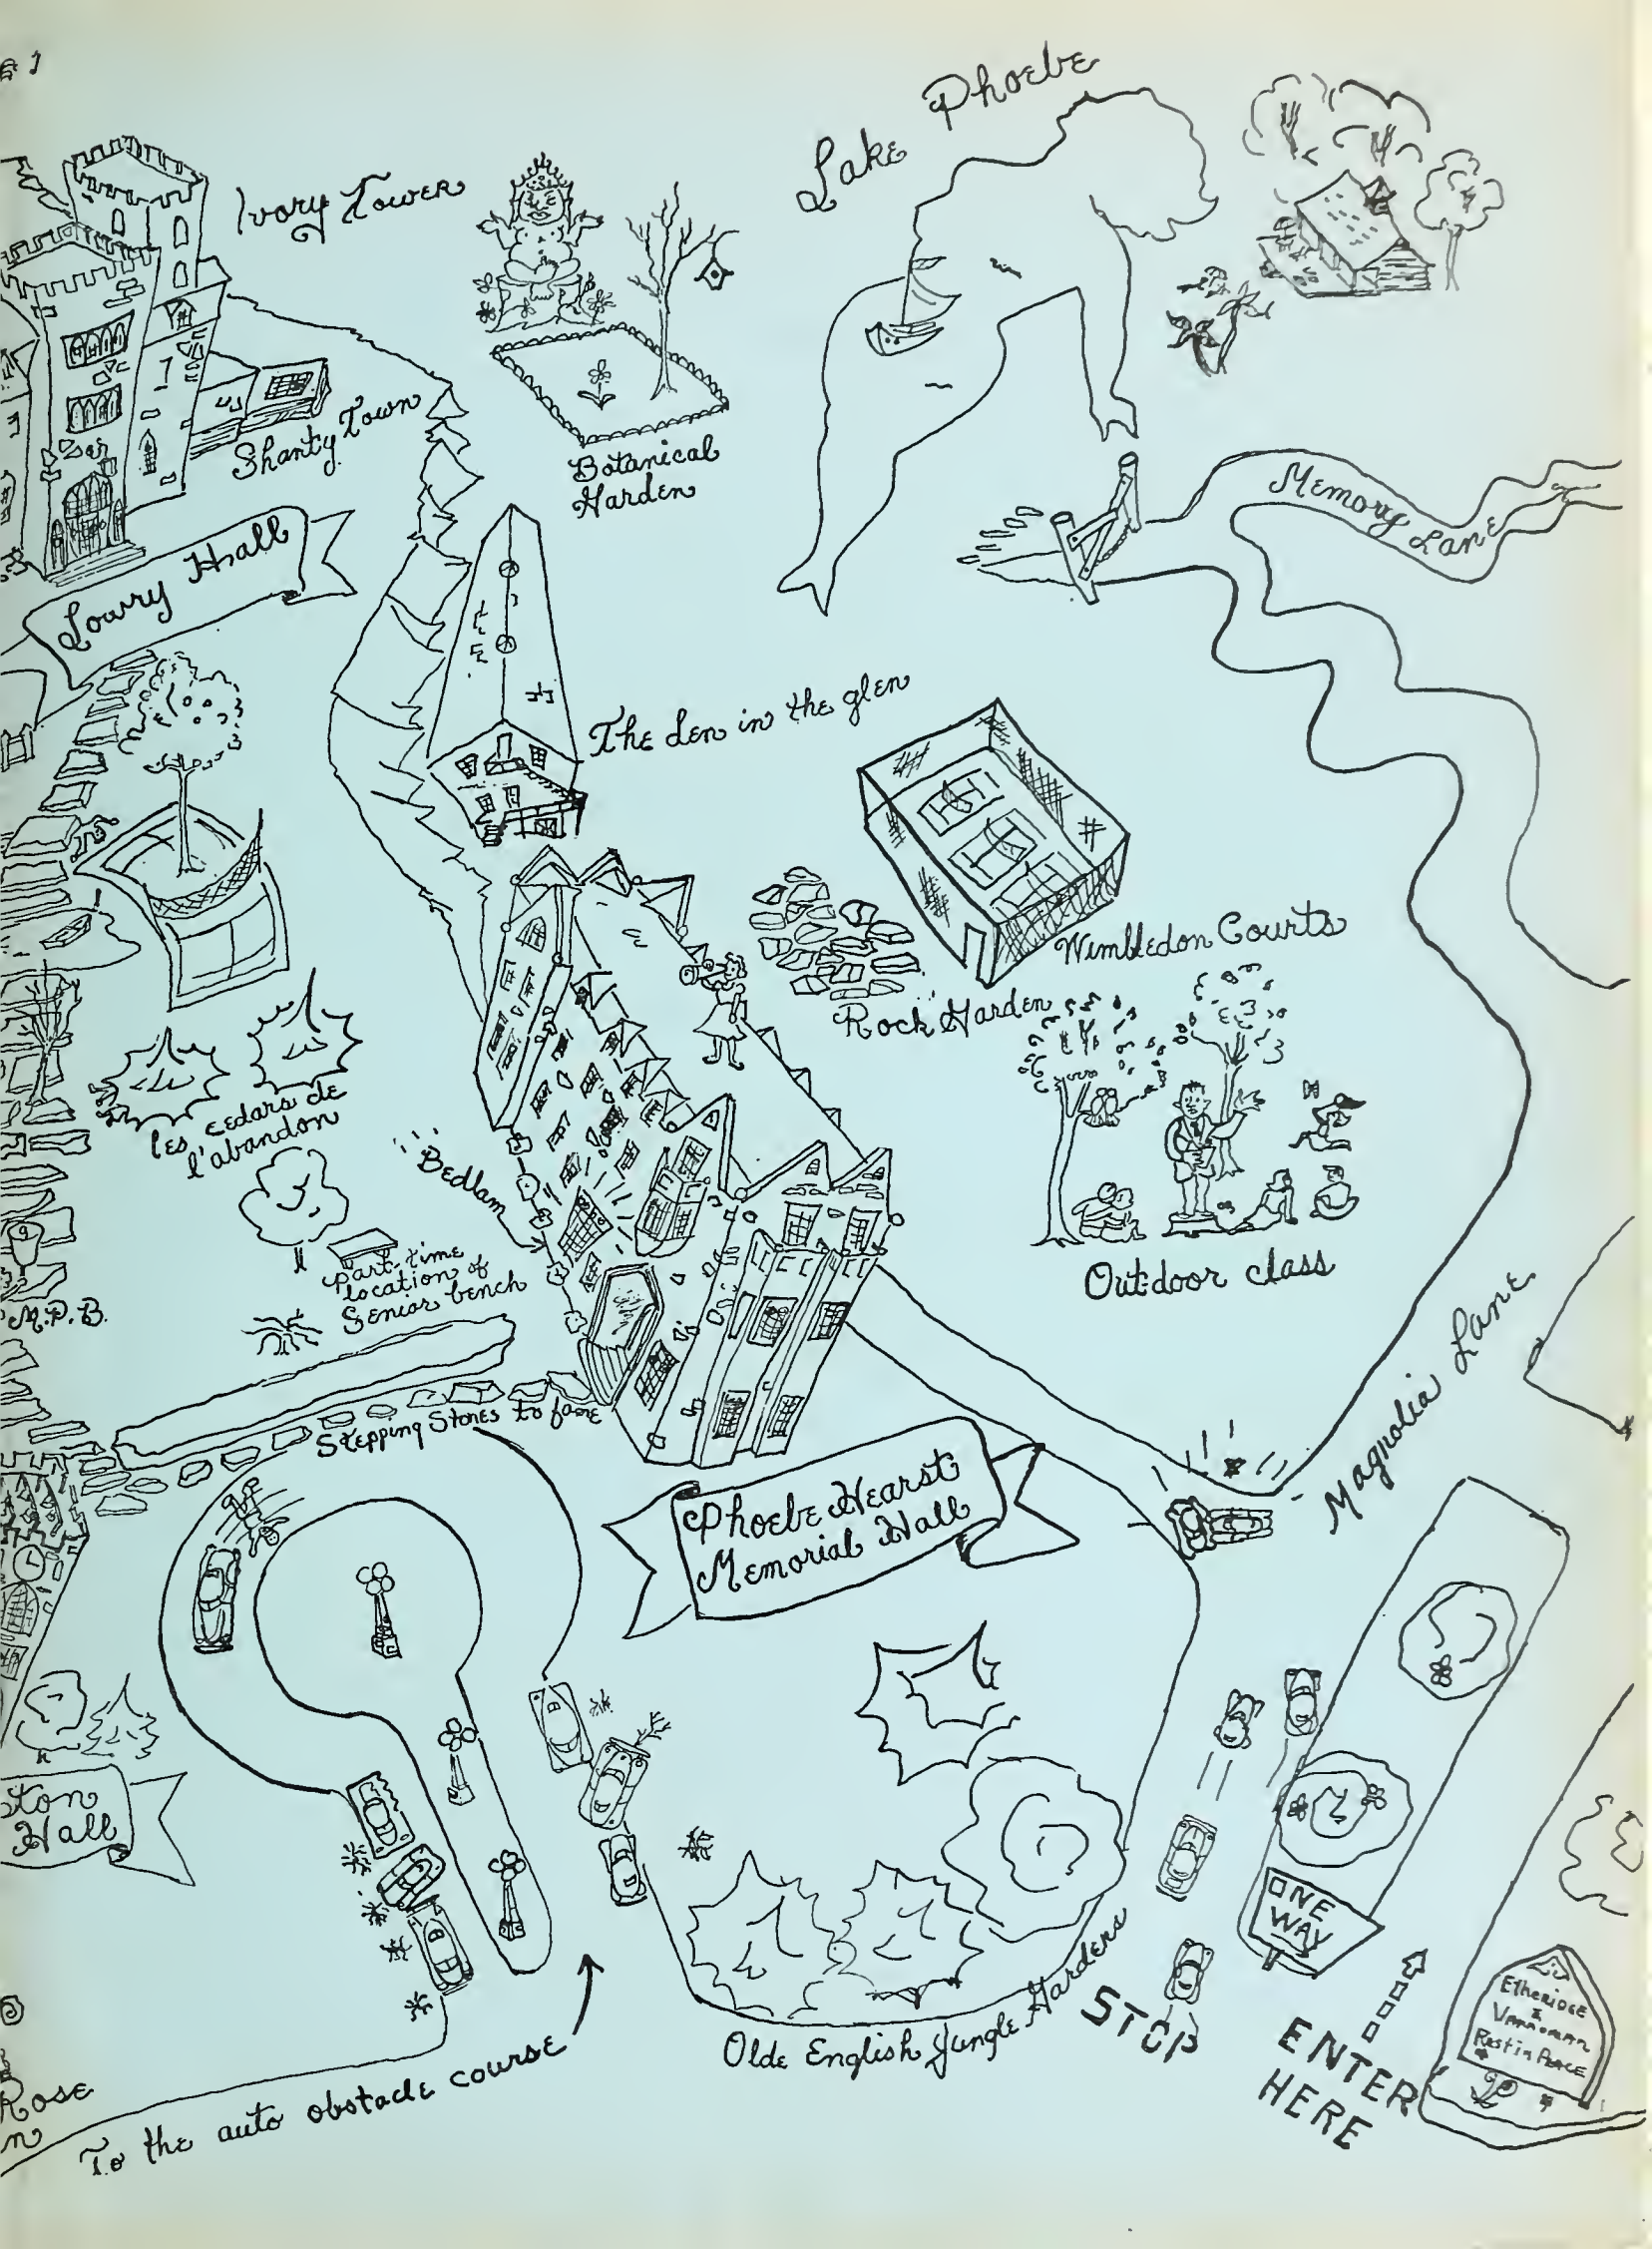 Lake Phoebe
Ivory Tower
Shanty Town
Botanical
Garden
Memory Lane
Lowry Hall
The den in the glen
Wimbledon Courts
Rock Garden
les cedars de
l'abandon
Bedlam
Part-time
location of
Senior bench
Outdoor class
M.P.B.
Stepping Stones to fame
Magnolia Lane
Phoebe Hearst
Memorial Hall
ton
Hall
ONE
WAY
Olde English Jungle Gardens
STOP
ENTER
HERE
Etheridge
&
Vannoman
Rest in Peace
Rose
n
To the auto obstacle course